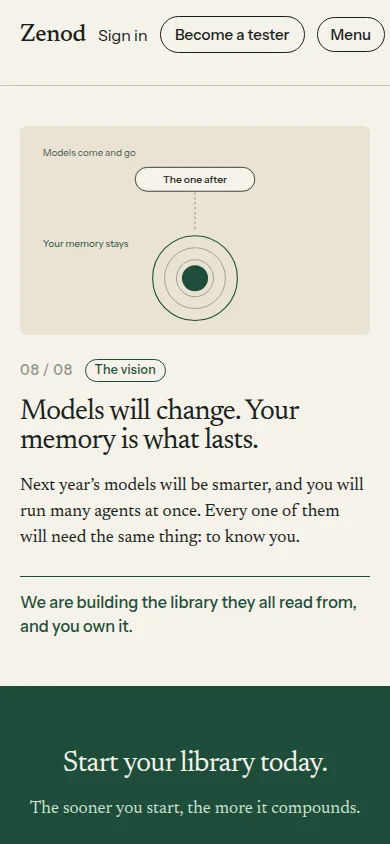 Zenod
Sign in
Become a tester
Menu
Models come and go
The one after
Your memory stays
08 / 08
The vision
Models will change. Your
memory is what lasts.
Next year’s models will be smarter, and you will
run many agents at once. Every one of them
will need the same thing: to know you.
We are building the library they all read from,
and you own it.
Start your library today.
The sooner you start, the more it compounds.